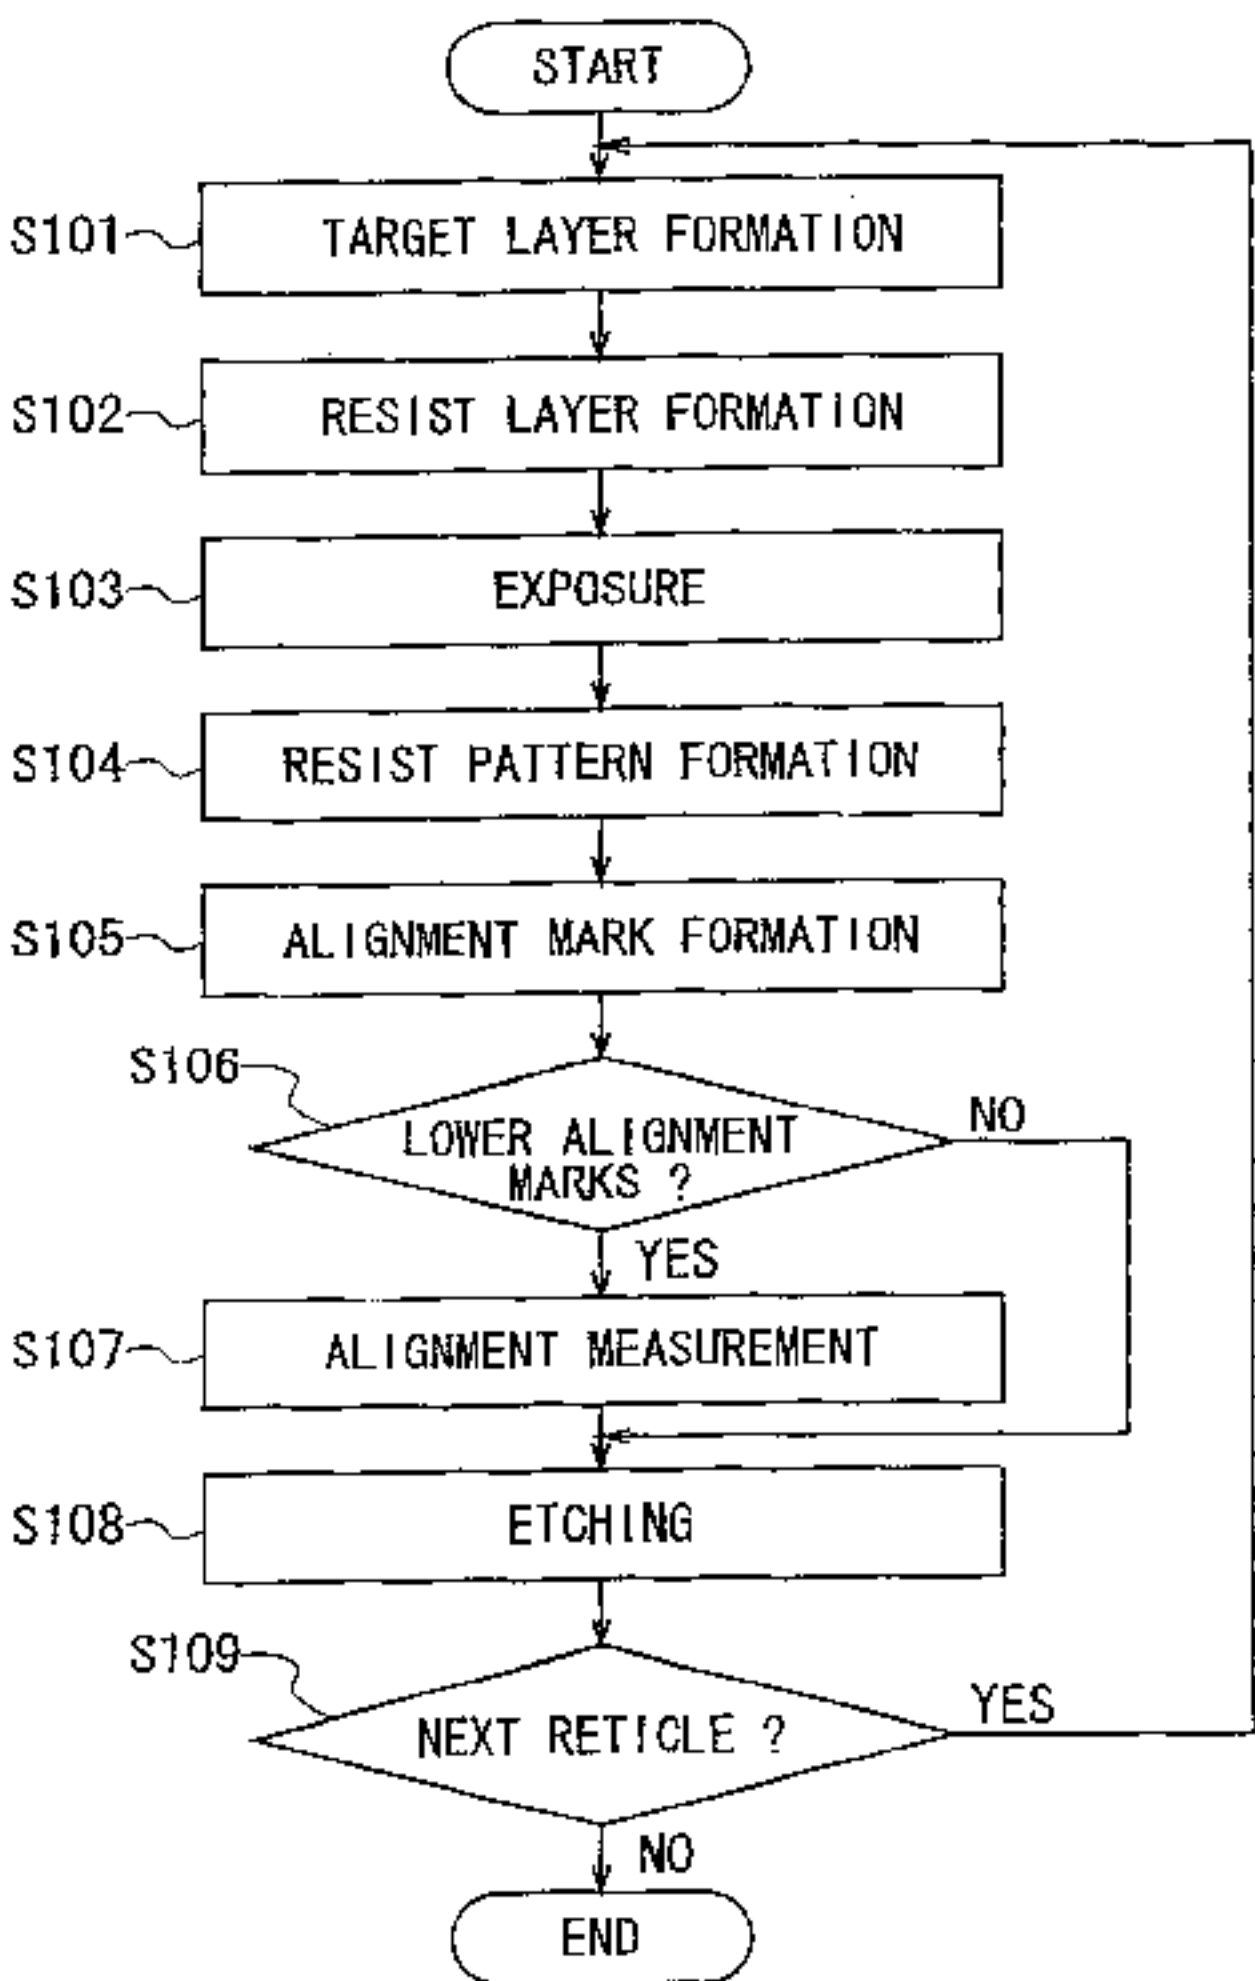 START
S101
TARGET LAYER FORMATION
S102
RESIST LAYER FORMATION
S103
EXPOSURE
S104
RESIST PATTERN FORMATION
S105
ALIGNMENT MARK FORMATION
S106
LOWER ALIGNMENT
MARKS ?
NO
YES
S107
ALIGNMENT MEASUREMENT
S108
ETCHING
S109
NEXT RETICLE ?
YES
NO
END